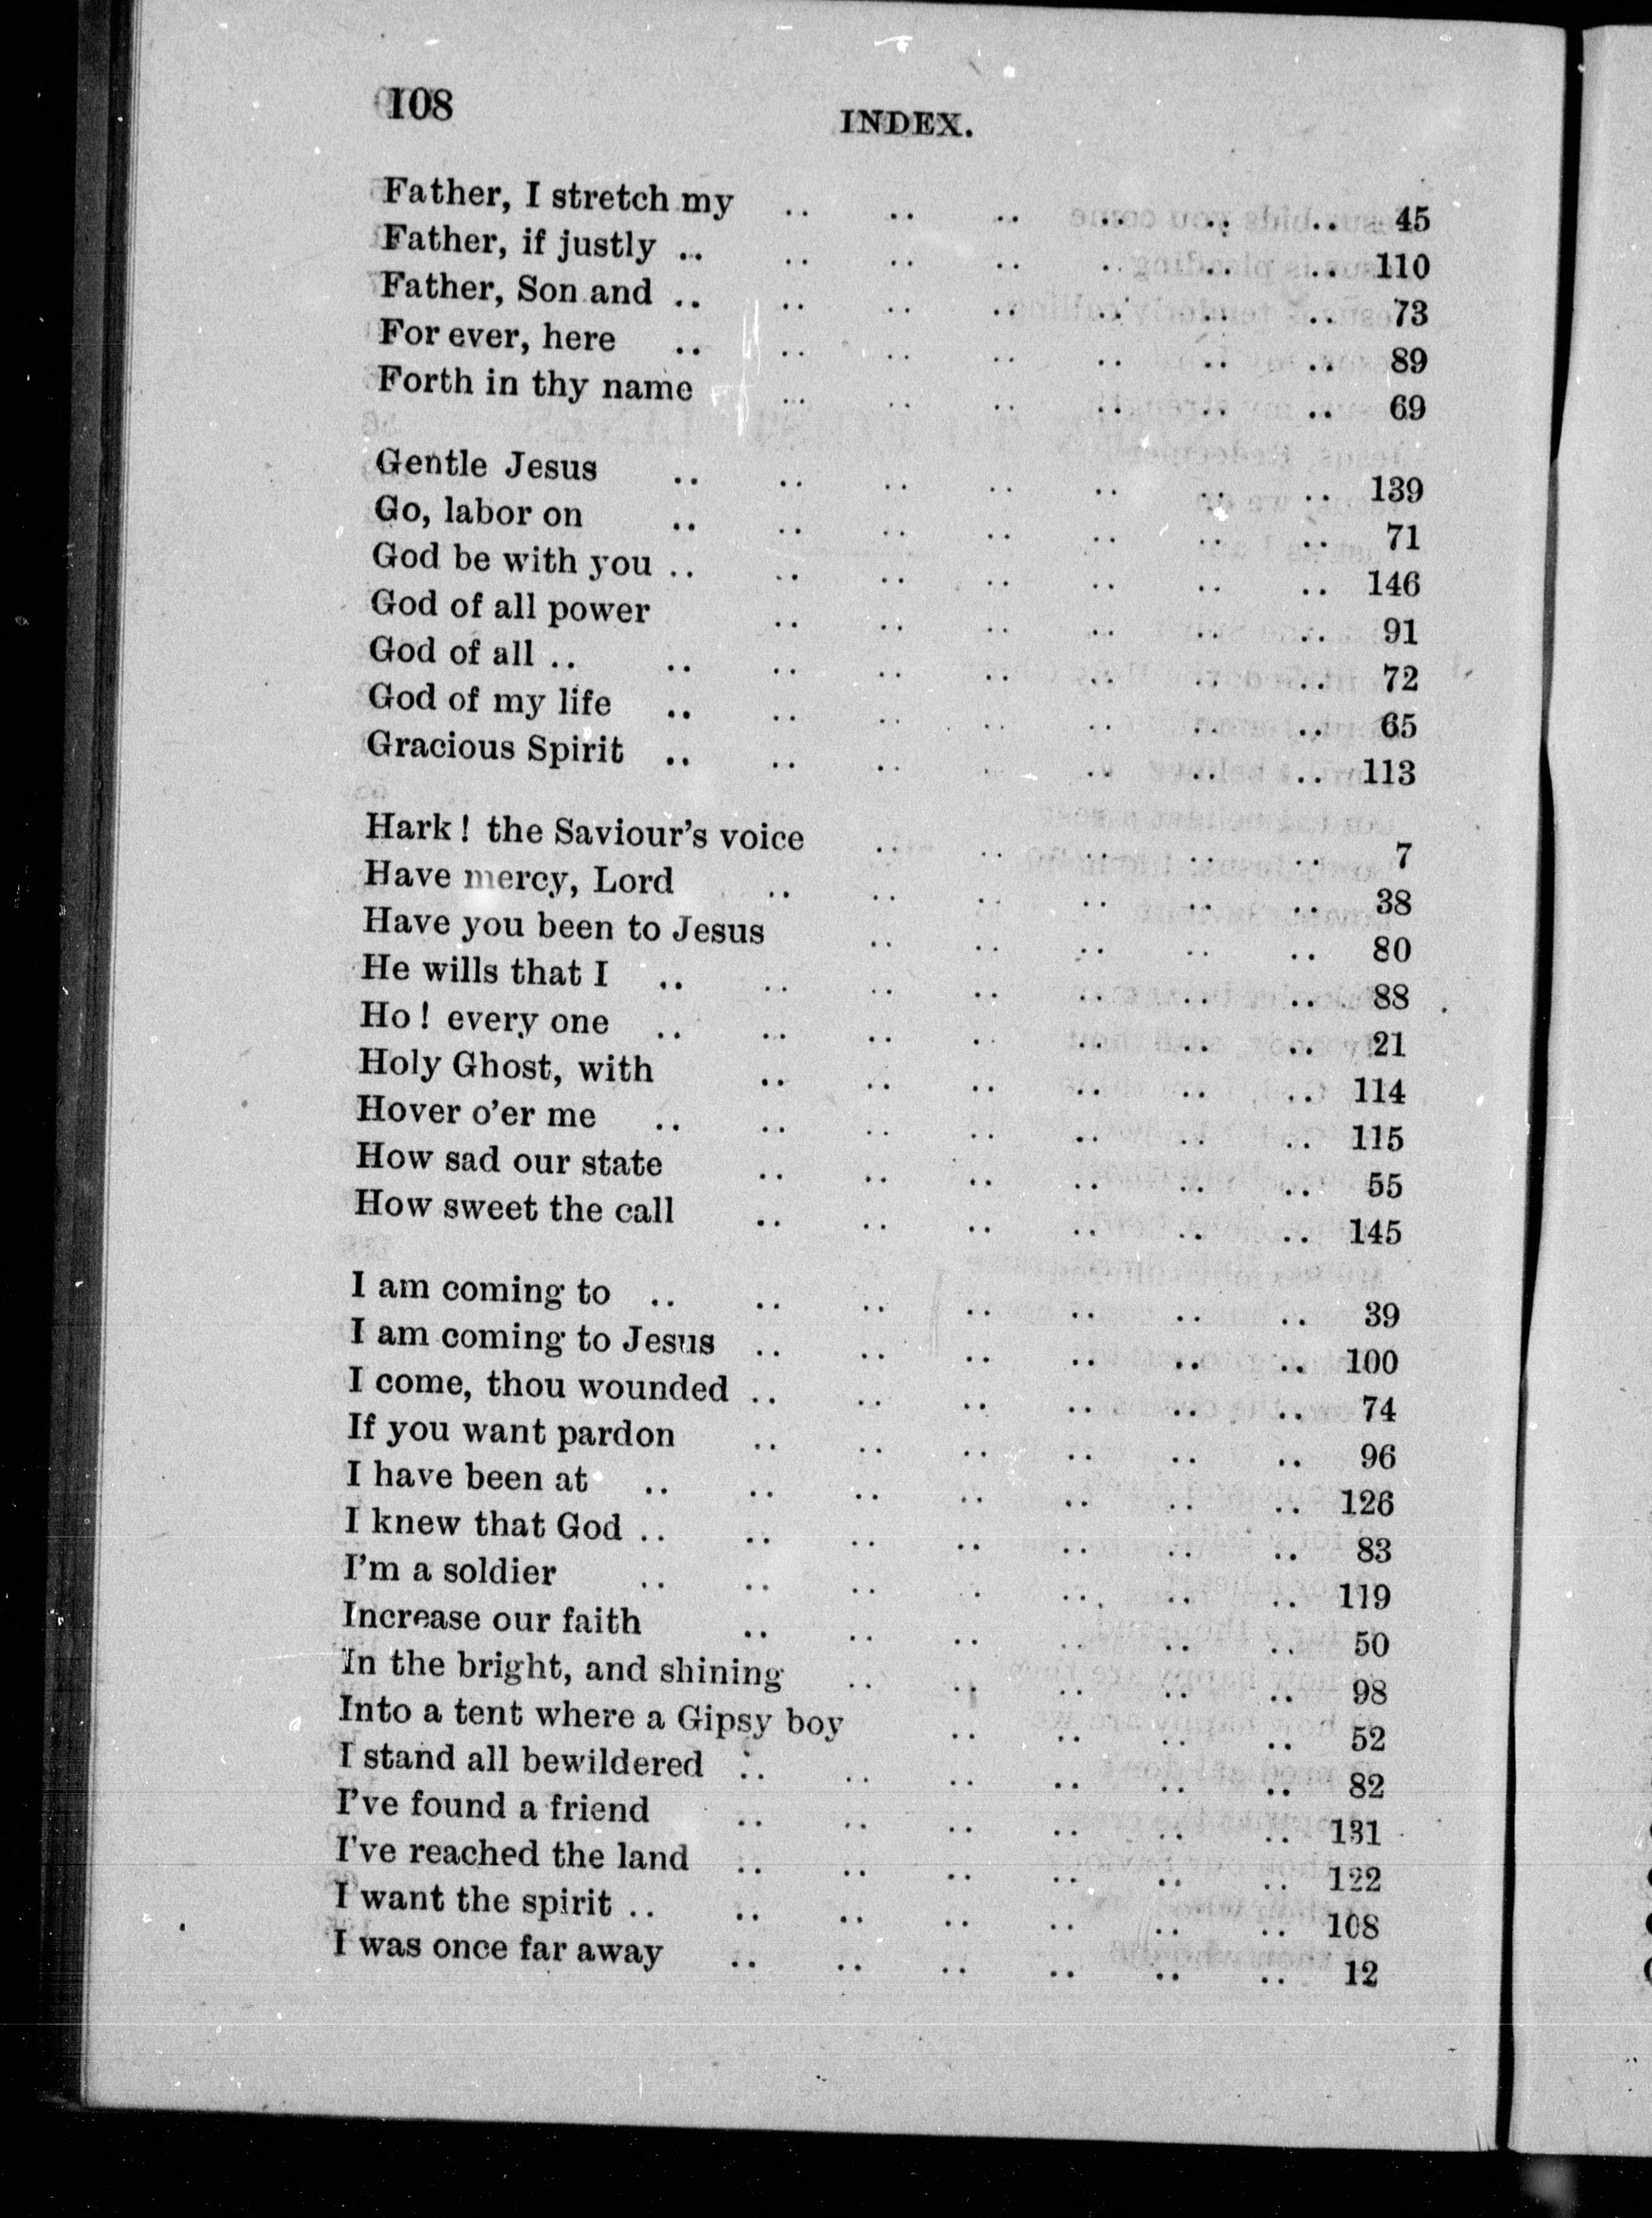 108
INDEX.
Father, I stretch my .. .. .. .. .. .. 45
Father, if justly .. .. .. .. .. .. .. 110
Father, Son and .. .. .. .. .. .. .. 73
For ever, here .. .. .. .. .. .. .. 89
Forth in thy name .. .. .. .. .. .. 69
Gentle Jesus .. .. .. .. .. .. .. 139
Go, labor on .. .. .. .. .. .. .. 71
God be with you .. .. .. .. .. .. .. 146
God of all power .. .. .. .. .. .. 91
God of all .. .. .. .. .. .. .. .. 72
God of my life .. .. .. .. .. .. .. 65
Gracious Spirit .. .. .. .. .. .. .. 113
Hark! the Saviour's voice .. .. .. .. .. 7
Have mercy, Lord .. .. .. .. .. .. 38
Have you been to Jesus .. .. .. .. .. 80
He wills that I .. .. .. .. .. .. .. 88
Ho! every one .. .. .. .. .. .. .. 21
Holy Ghost, with .. .. .. .. .. .. 114
Hover o'er me .. .. .. .. .. .. .. 115
How sad our state .. .. .. .. .. .. 55
How sweet the call .. .. .. .. .. .. 145
I am coming to .. .. .. .. .. .. .. 39
I am coming to Jesus .. .. .. .. .. .. 100
I come, thou wounded .. .. .. .. .. .. 74
If you want pardon .. .. .. .. .. .. 96
I have been at .. .. .. .. .. .. .. 126
I knew that God .. .. .. .. .. .. .. 83
I'm a soldier .. .. .. .. .. .. .. 119
Increase our faith .. .. .. .. .. .. 50
In the bright, and shining .. .. .. .. .. 98
Into a tent where a Gipsy boy .. .. .. .. 52
I stand all bewildered .. .. .. .. .. .. 82
I've found a friend .. .. .. .. .. .. 131
I've reached the land .. .. .. .. .. .. 122
I want the spirit .. .. .. .. .. .. .. 108
I was once far away .. .. .. .. .. .. 12